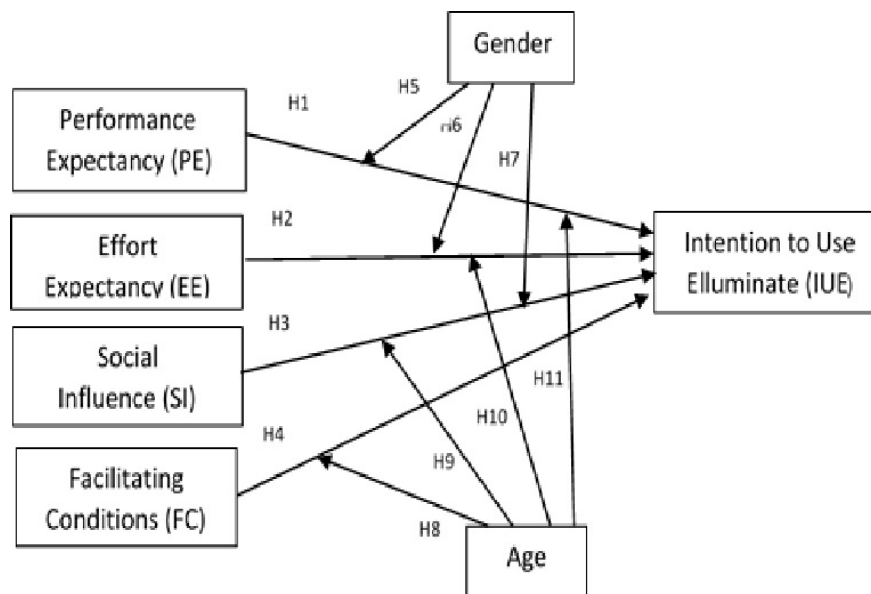 Gender
H1
H5
ri6
H7
Performance
Expectancy (PE)
H2
Effort
Expectancy (EE)
Intention to Use
Elluminate (IUE)
H3
Social
Influence (SI)
H11
H10
H4
H9
Facilitating
Conditions (FC)
H8
Age